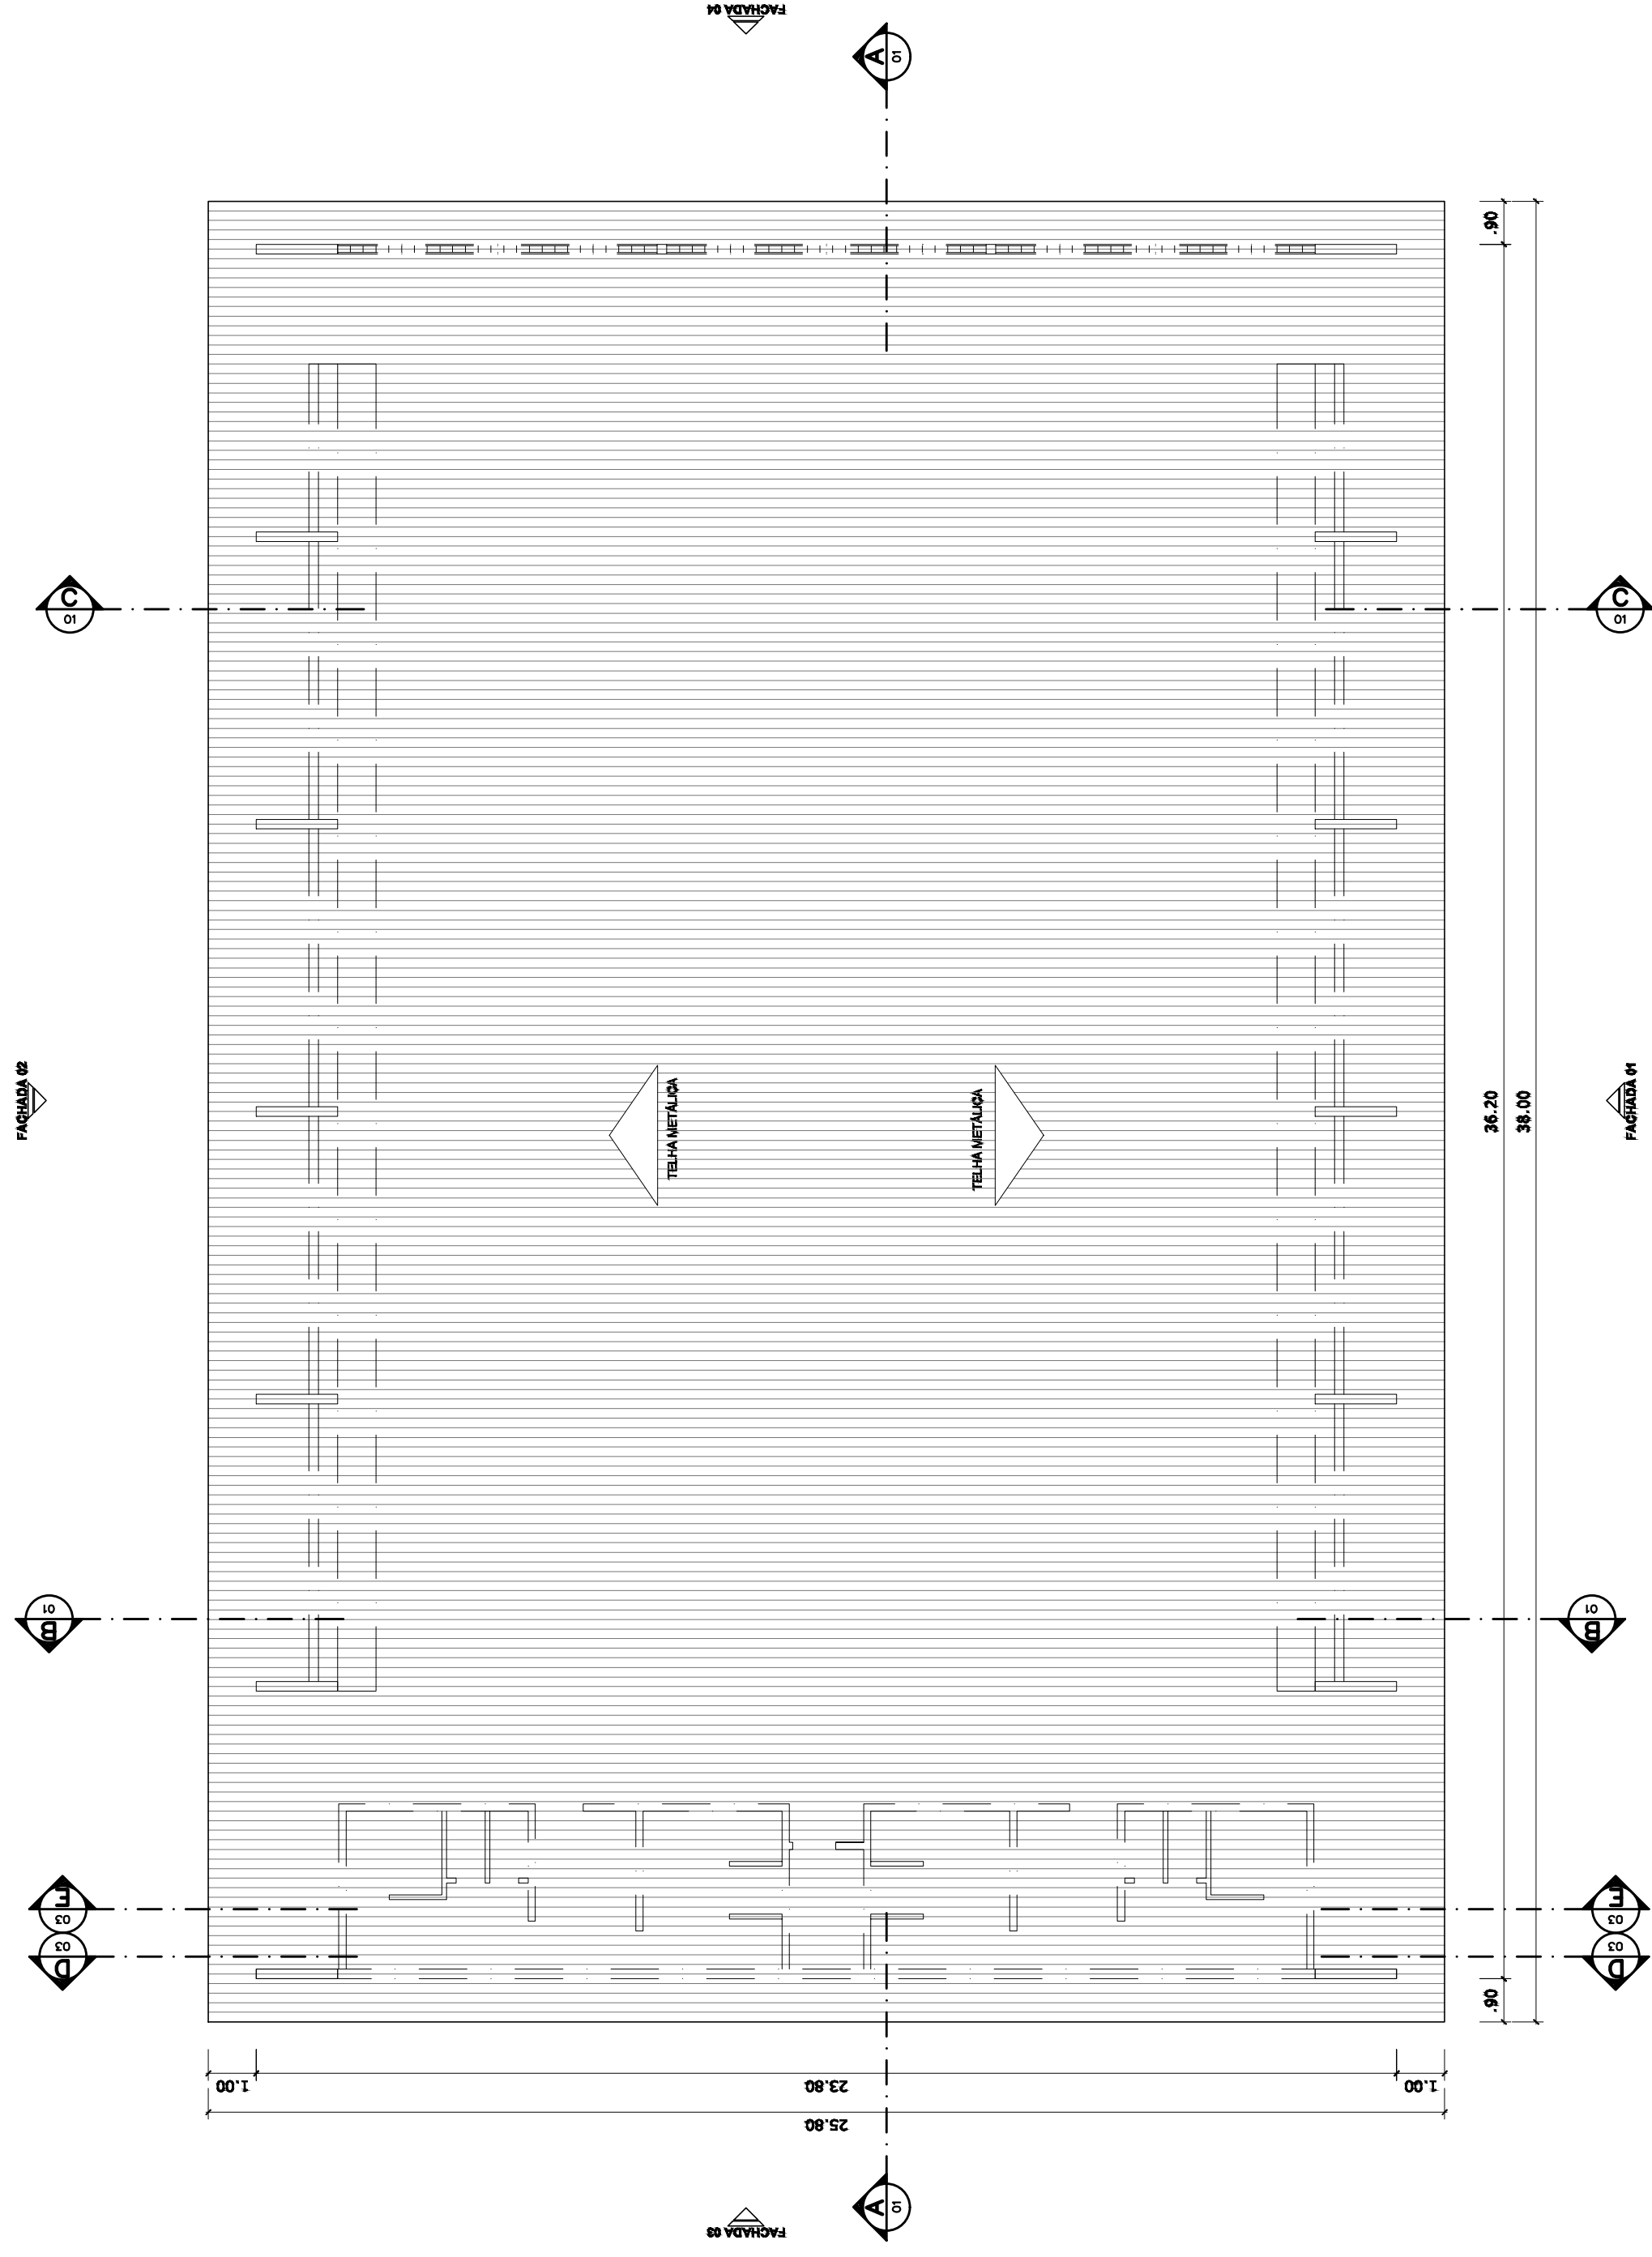 FACHADA 04
A
01
.90
C
01
C
01
FACHADA 02
TELHA METÁLICA
TELHA METÁLICA
36.20
38.00
FACHADA 01
B
01
B
01
E
03
E
03
D
03
D
03
.90
1.00
23.80
1.00
25.80
A
01
FACHADA 03